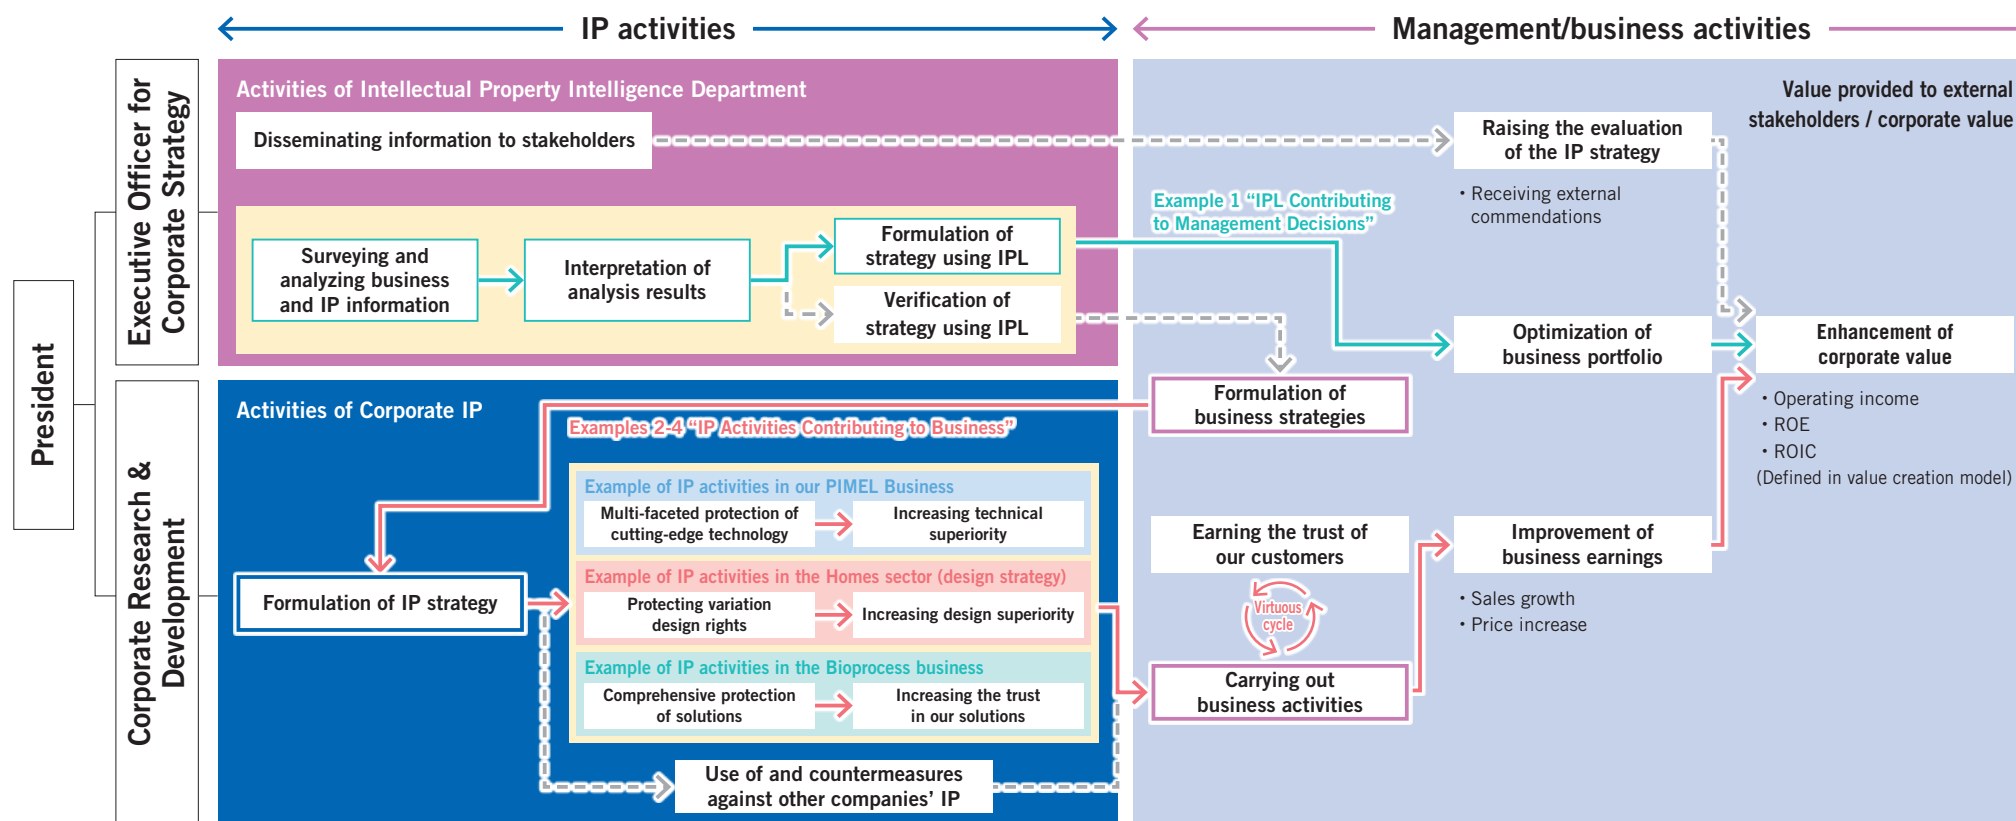 IP activities
Management/business activities
President
Executive Officer for
Corporate Strategy
Corporate Research &
Development
Activities of Intellectual Property Intelligence Department
Disseminating information to stakeholders
Surveying and
analyzing business
and IP information
Interpretation of
analysis results
Formulation of
strategy using IPL
Verification of
strategy using IPL
Example 1 “IPL Contributing
to Management Decisions”
Raising the evaluation
of the IP strategy
・Receiving external
commendations
Value provided to external
stakeholders / corporate value
Optimization of
business portfolio
Enhancement of
corporate value
・Operating income
・ROE
・ROIC
(Defined in value creation model)
Formulation of
business strategies
Activities of Corporate IP
Examples 2-4 “IP Activities Contributing to Business”
Formulation of IP strategy
Example of IP activities in our PIMEL Business
Multi-faceted protection of
cutting-edge technology
Increasing technical
superiority
Example of IP activities in the Homes sector (design strategy)
Protecting variation
design rights
Increasing design superiority
Example of IP activities in the Bioprocess business
Comprehensive protection
of solutions
Increasing the trust
in our solutions
Use of and countermeasures
against other companies’ IP
Earning the trust of
our customers
Virtuous
cycle
Carrying out
business activities
Improvement of
business earnings
・Sales growth
・Price increase